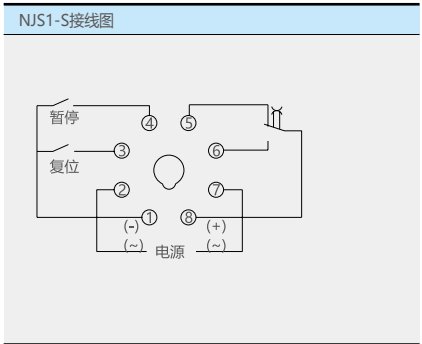 NJS1-S接线图
暂停
④ ⑤
③ ⑥
复位
② ⑦
① ⑧
(-) (+)
(~) 电源 (~)